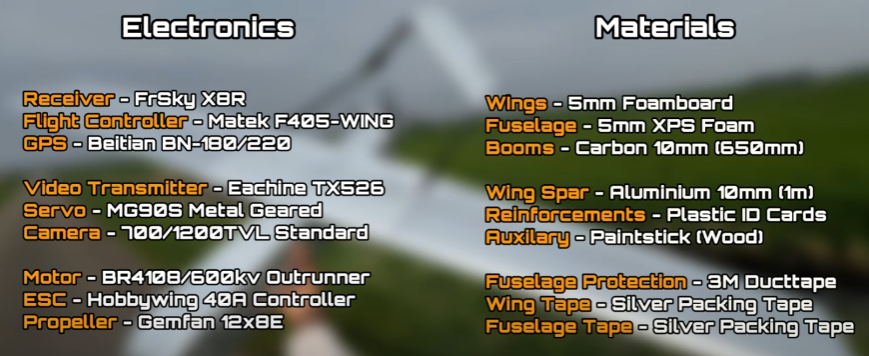 Electronics
Receiver - FrSky X8R
Flight Controller - Matek F405-WING
GPS - Beitian BN-180/220
Video Transmitter - Eachine TX526
Servo - MG90S Metal Geared
Camera - 700/1200TVL Standard
Motor - BR4108/600kv Outrunner
ESC - Hobbywing 40A Controller
Propeller - Gemfan 12x8E
Materials
Wings - 5mm Foamboard
Fuselage - 5mm XPS Foam
Booms - Carbon 10mm (650mm)
Wing Spar - Aluminium 10mm (1m)
Reinforcements - Plastic ID Cards
Auxilary - Paintstick (Wood)
Fuselage Protection - 3M Ducttape
Wing Tape - Silver Packing Tape
Fuselage Tape - Silver Packing Tape